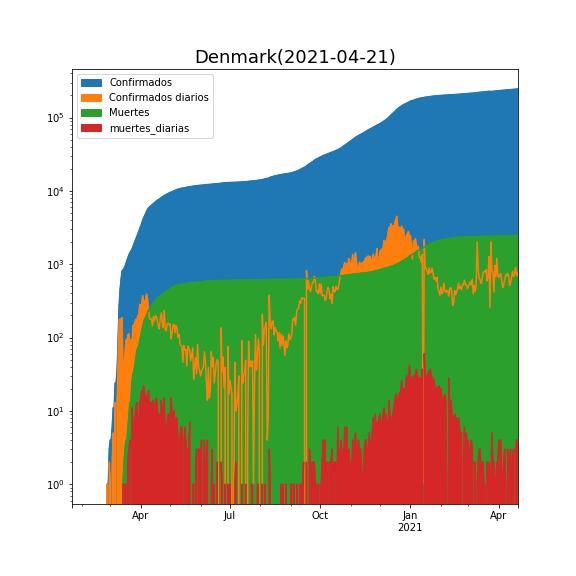 Denmark(2021-04-21)
Confirmados
Confirmados diarios
Muertes
muertes_diarias
10⁵
10⁴
10³
10²
10¹
10⁰
Apr Jul Oct Jan Apr
2021